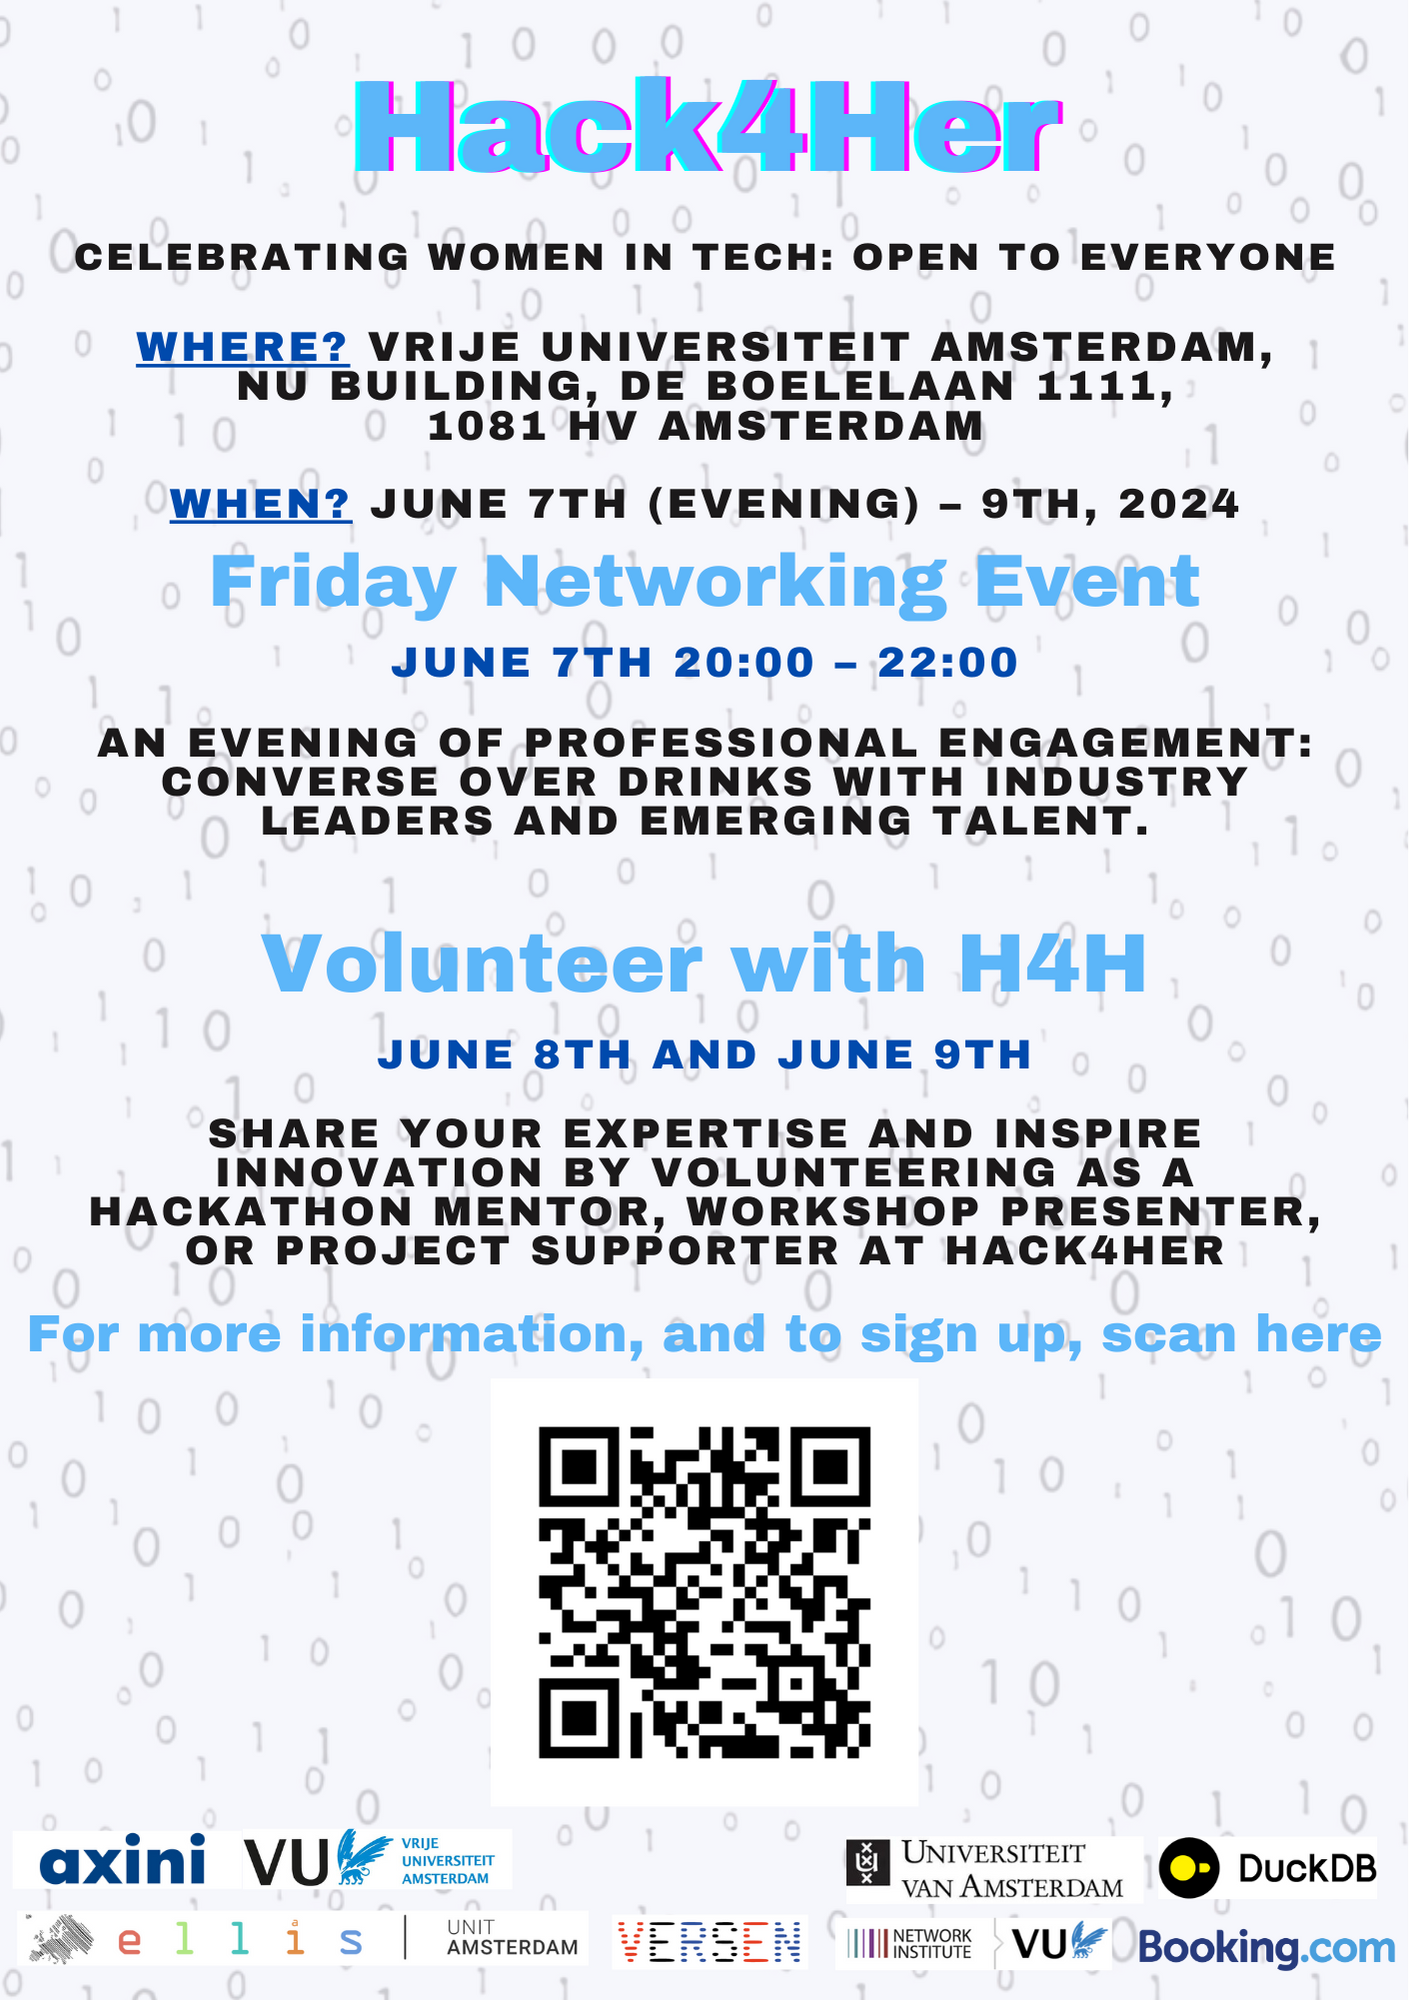 Hack4Her
CELEBRATING WOMEN IN TECH: OPEN TO EVERYONE
WHERE? VRIJE UNIVERSITEIT AMSTERDAM,
NU BUILDING, DE BOELELAAN 1111,
1081 HV AMSTERDAM
WHEN? JUNE 7TH (EVENING) – 9TH, 2024
Friday Networking Event
JUNE 7TH 20:00 – 22:00
AN EVENING OF PROFESSIONAL ENGAGEMENT:
CONVERSE OVER DRINKS WITH INDUSTRY
LEADERS AND EMERGING TALENT.
Volunteer with H4H
JUNE 8TH AND JUNE 9TH
SHARE YOUR EXPERTISE AND INSPIRE
INNOVATION BY VOLUNTEERING AS A
HACKATHON MENTOR, WORKSHOP PRESENTER,
OR PROJECT SUPPORTER AT HACK4HER
For more information, and to sign up, scan here
axini
VU
VRIJE
UNIVERSITEIT
AMSTERDAM
UNIVERSITEIT
VAN AMSTERDAM
DuckDB
ellis
a
UNIT
AMSTERDAM
VERSEN
NETWORK
INSTITUTE
VU
Booking.com